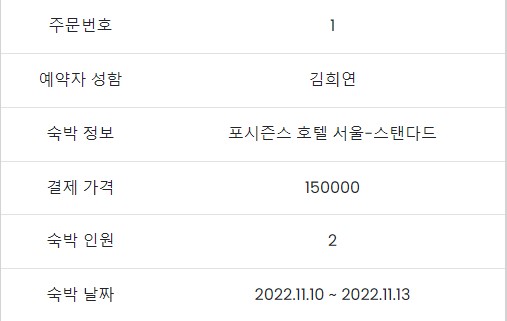 주문번호 1
예약자 성함 김희연
숙박 정보 포시즌스 호텔 서울-스탠다드
결제 가격 150000
숙박 인원 2
숙박 날짜 2022.11.10 ~ 2022.11.13